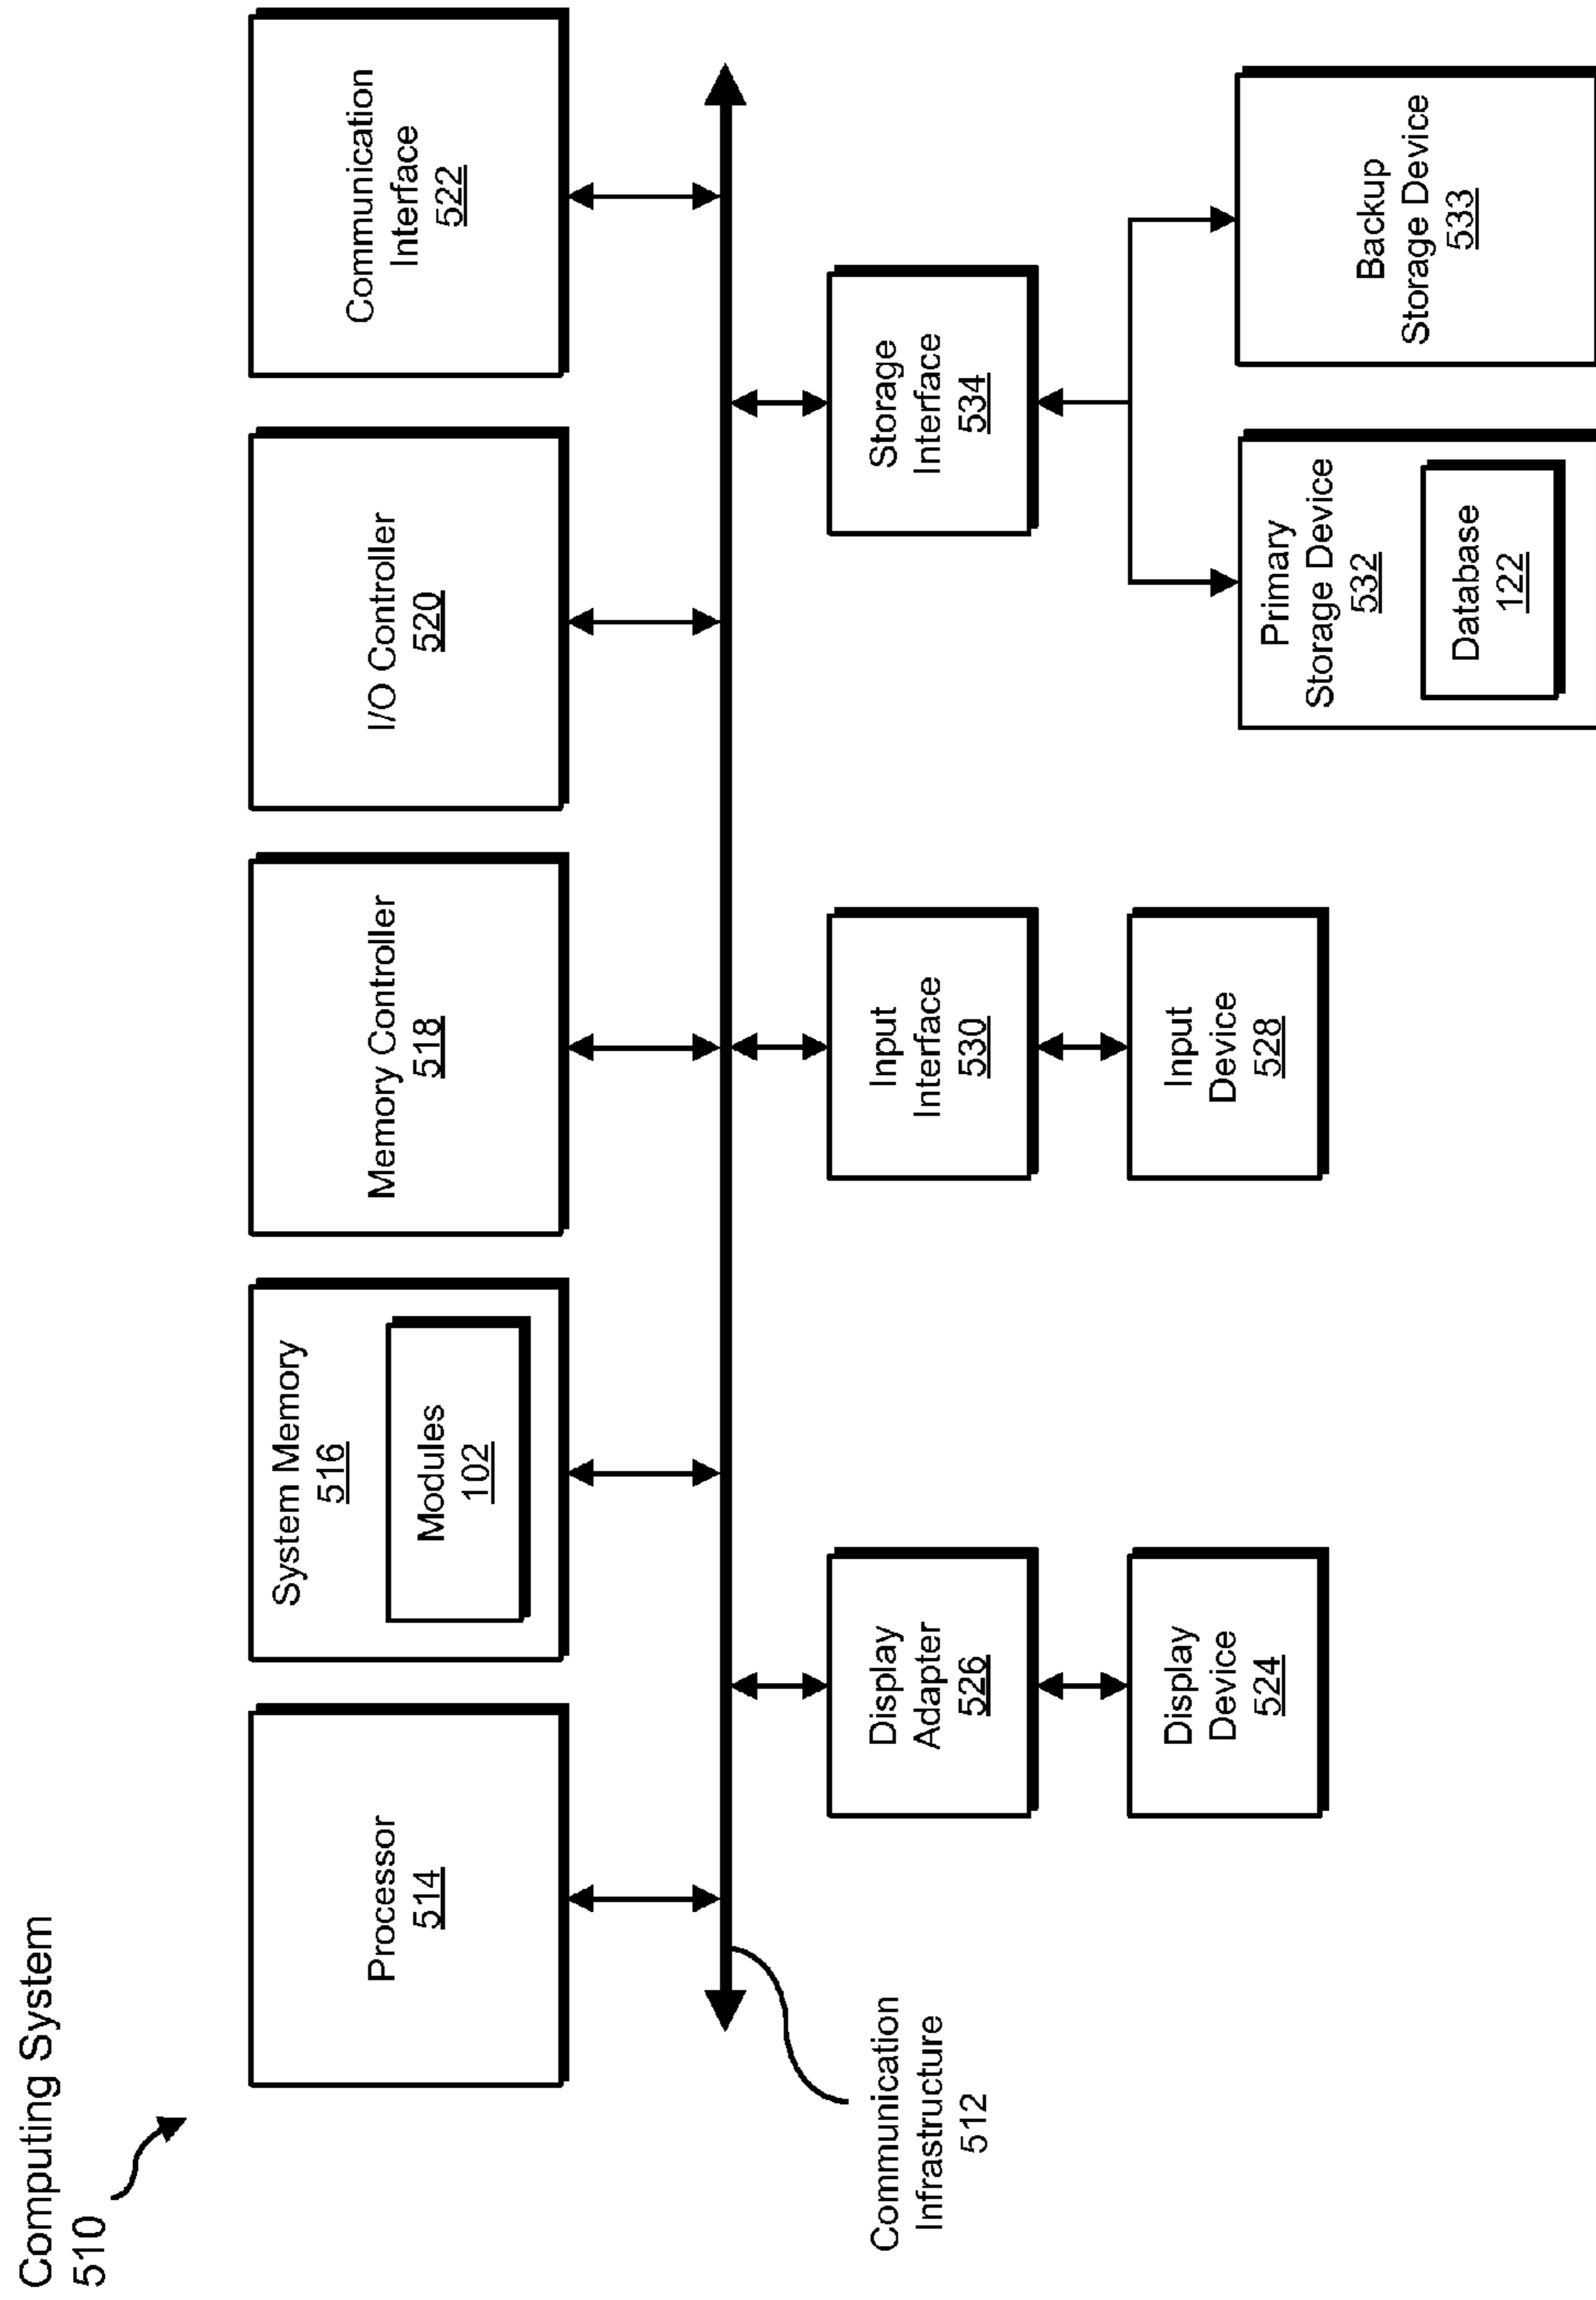 Computing System
510
Processor
514
System Memory
516
Modules
102
Memory Controller
518
I/O Controller
520
Communication
Interface
522
Communication
Infrastructure
512
Display
Adapter
526
Input
Interface
530
Storage
Interface
534
Display
Device
524
Input
Device
528
Primary
Storage Device
532
Database
122
Backup
Storage Device
533